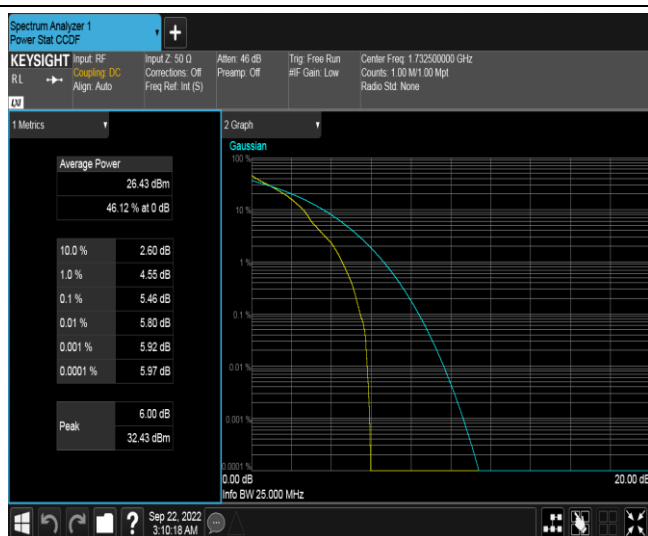 Spectrum Analyzer 1
Power Stat CCDF
KEYSIGHT
RL
LXI
Input: RF
Coupling: DC
Align: Auto
Input Z: 50 Ω
Corrections: Off
Freq Ref: Int (S)
Atten: 46 dB
Preamp: Off
Trig: Free Run
#IF Gain: Low
Center Freq: 1.732500000 GHz
Counts: 1.00 M/1.00 Mpt
Radio Std: None
1 Metrics
Average Power
26.43 dBm
46.12 % at 0 dB
10.0 % 2.60 dB
1.0 % 4.55 dB
0.1 % 5.46 dB
0.01 % 5.80 dB
0.001 % 5.92 dB
0.0001 % 5.97 dB
Peak
6.00 dB
32.43 dBm
2 Graph
Gaussian
100 %
10 %
1 %
0.1 %
0.01 %
0.001 %
0.0001 %
0.00 dB
20.00 dB
Info BW 25.000 MHz
Sep 22, 2022
3:10:18 AM